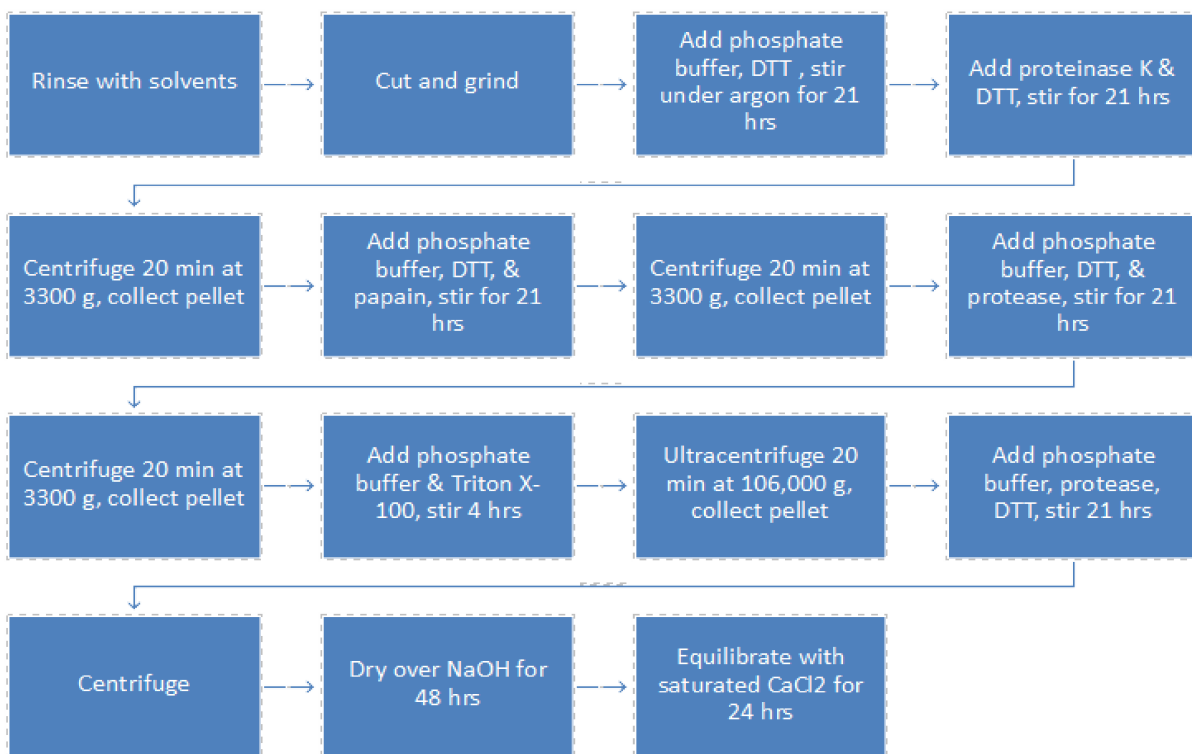 Rinse with solvents
Cut and grind
Add phosphate
buffer, DTT , stir
under argon for 21
hrs
Add proteinase K &
DTT, stir for 21 hrs
Centrifuge 20 min at
3300 g, collect pellet
Add phosphate
buffer, DTT, &
papain, stir for 21
hrs
Centrifuge 20 min at
3300 g, collect pellet
Add phosphate
buffer, DTT, &
protease, stir for 21
hrs
Centrifuge 20 min at
3300 g, collect pellet
Add phosphate
buffer & Triton X-
100, stir 4 hrs
Ultracentrifuge 20
min at 106,000 g,
collect pellet
Add phosphate
buffer, protease,
DTT, stir 21 hrs
Centrifuge
Dry over NaOH for
48 hrs
Equilibrate with
saturated CaCl2 for
24 hrs